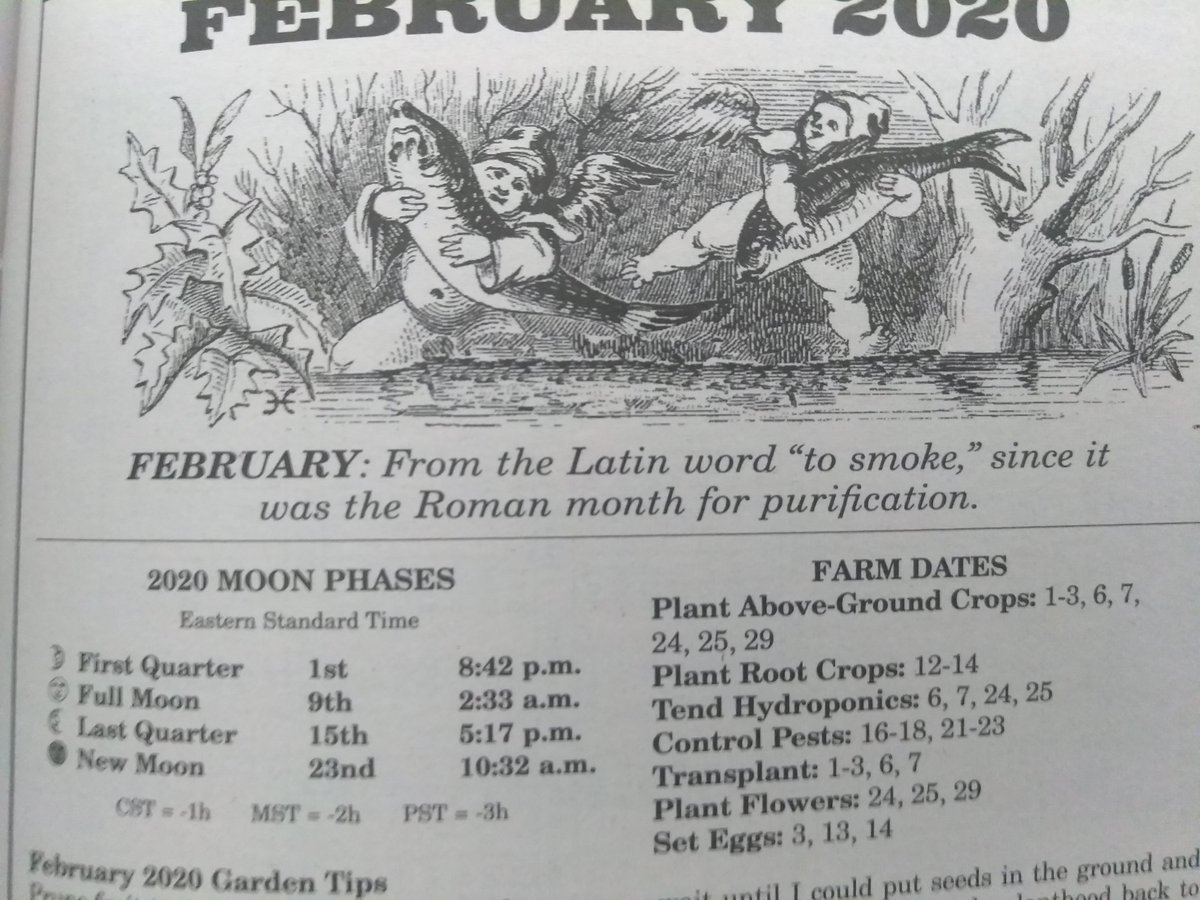 FEBRUARY 2020
FEBRUARY: From the Latin word “to smoke,” since it
was the Roman month for purification.
2020 MOON PHASES
Eastern Standard Time
First Quarter 1st 8:42 p.m.
Full Moon 9th 2:33 a.m.
Last Quarter 15th 5:17 p.m.
New Moon 23nd 10:32 a.m.
CST = -1h MST = -2h PST = -3h
February 2020 Garden Tips
FARM DATES
Plant Above-Ground Crops: 1-3, 6, 7,
24, 25, 29
Plant Root Crops: 12-14
Tend Hydroponics: 6, 7, 24, 25
Control Pests: 16-18, 21-23
Transplant: 1-3, 6, 7
Plant Flowers: 24, 25, 29
Set Eggs: 3, 13, 14
until I could put seeds in the ground and
back to